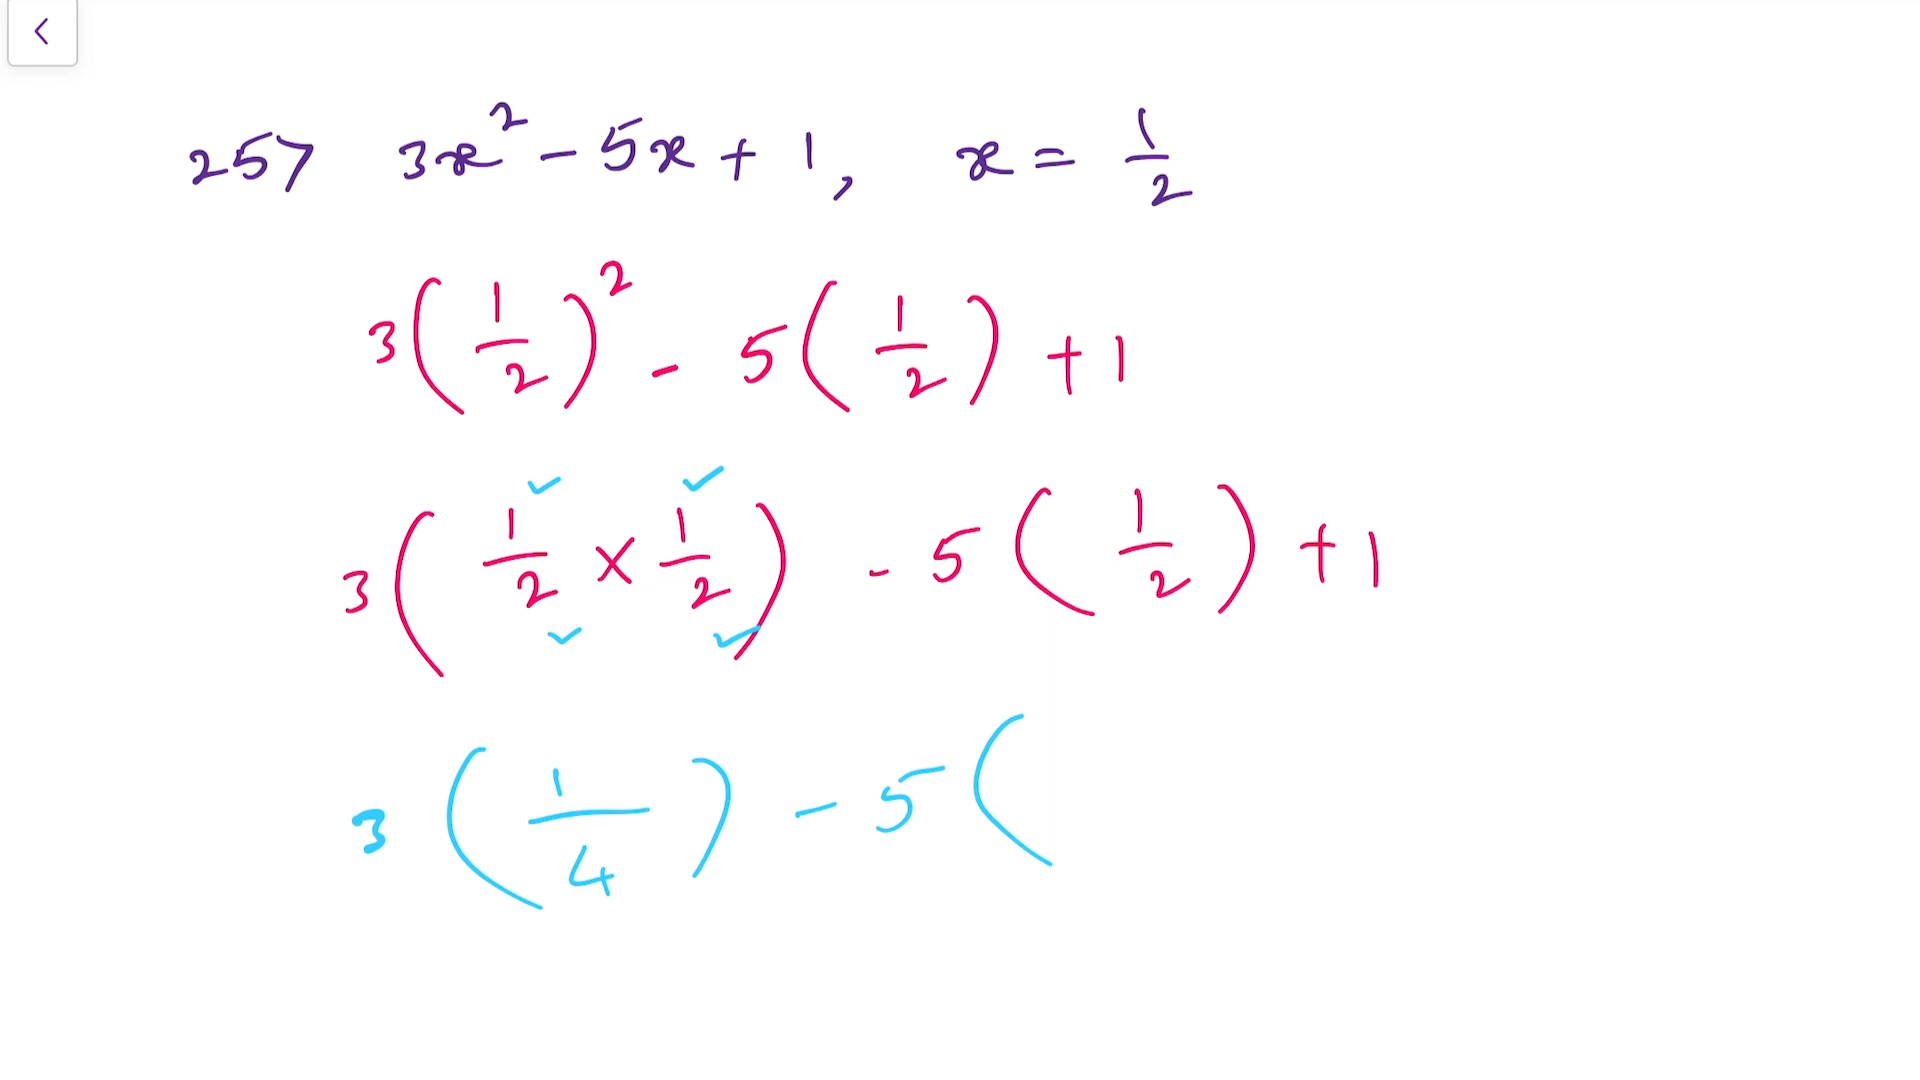 257 3x² - 5x + 1, x = 1/2
3(1/2)² - 5(1/2) + 1
3(1/2 × 1/2) - 5(1/2) + 1
3(1/4) - 5(